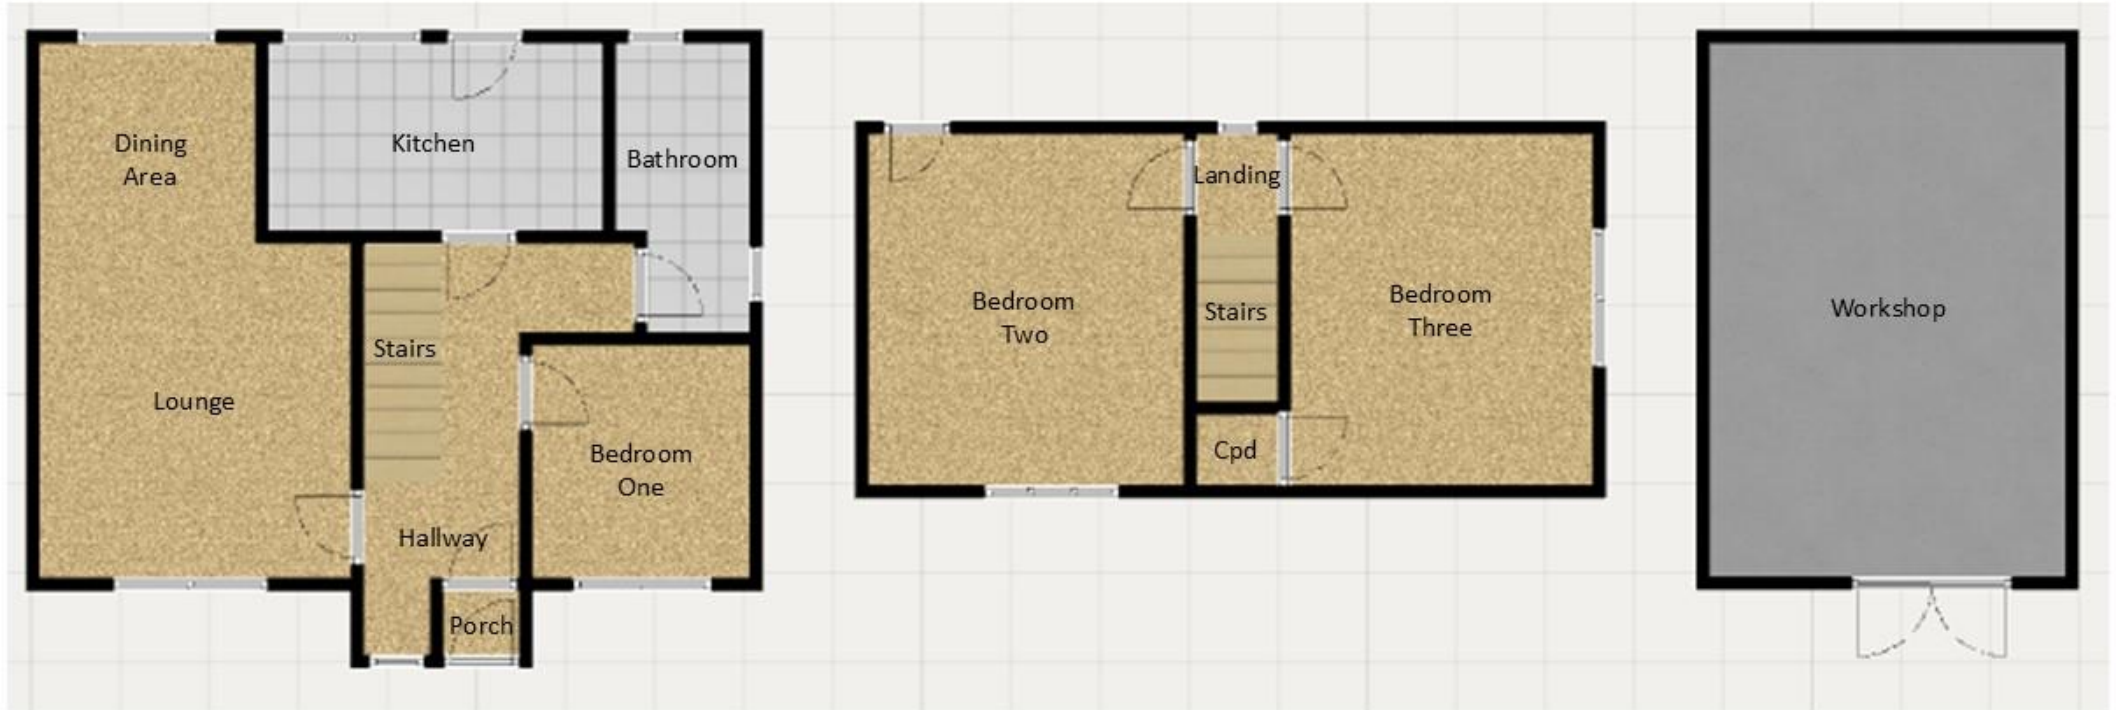 Dining
Area
Kitchen
Bathroom
Stairs
Lounge
Bedroom
One
Hallway
Porch
Landing
Bedroom
Two
Stairs
Bedroom
Three
Cpd
Workshop